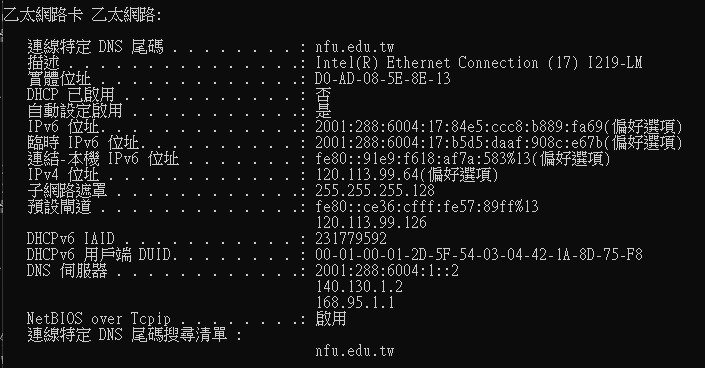 乙太網路卡 乙太網路:
連線特定 DNS 尾碼 . . . . . . . . : nfu.edu.tw
描述 . . . . . . . . . . . . . . .: Intel(R) Ethernet Connection (17) I219-LM
實體位址 . . . . . . . . . . . . .: D0-AD-08-5E-8E-13
DHCP 已啟用 . . . . . . . . . . . : 否
自動設定啟用 . . . . . . . . . . .: 是
IPv6 位址. . . . . . . . . . . . .: 2001:288:6004:17:84e5:ccc8:b889:fa69(偏好選項)
臨時 IPv6 位址. . . . . . . . . . : 2001:288:6004:17:b5d5:daaf:908c:e67b(偏好選項)
連結-本機 IPv6 位址 . . . . . . . : fe80::91e9:f618:af7a:583%13(偏好選項)
IPv4 位址 . . . . . . . . . . . . : 120.113.99.64(偏好選項)
子網路遮罩 . . . . . . . . . . . .: 255.255.255.128
預設閘道 . . . . . . . . . . . . .: fe80::ce36:cfff:fe57:89ff%13
120.113.99.126
DHCPv6 IAID . . . . . . . . . . . : 231779592
DHCPv6 用戶端 DUID. . . . . . . . : 00-01-00-01-2D-5F-54-03-04-42-1A-8D-75-F8
DNS 伺服器 . . . . . . . . . . . .: 2001:288:6004:1::2
140.130.1.2
168.95.1.1
NetBIOS over Tcpip . . . . . . . .: 啟用
連線特定 DNS 尾碼搜尋清單 :
nfu.edu.tw